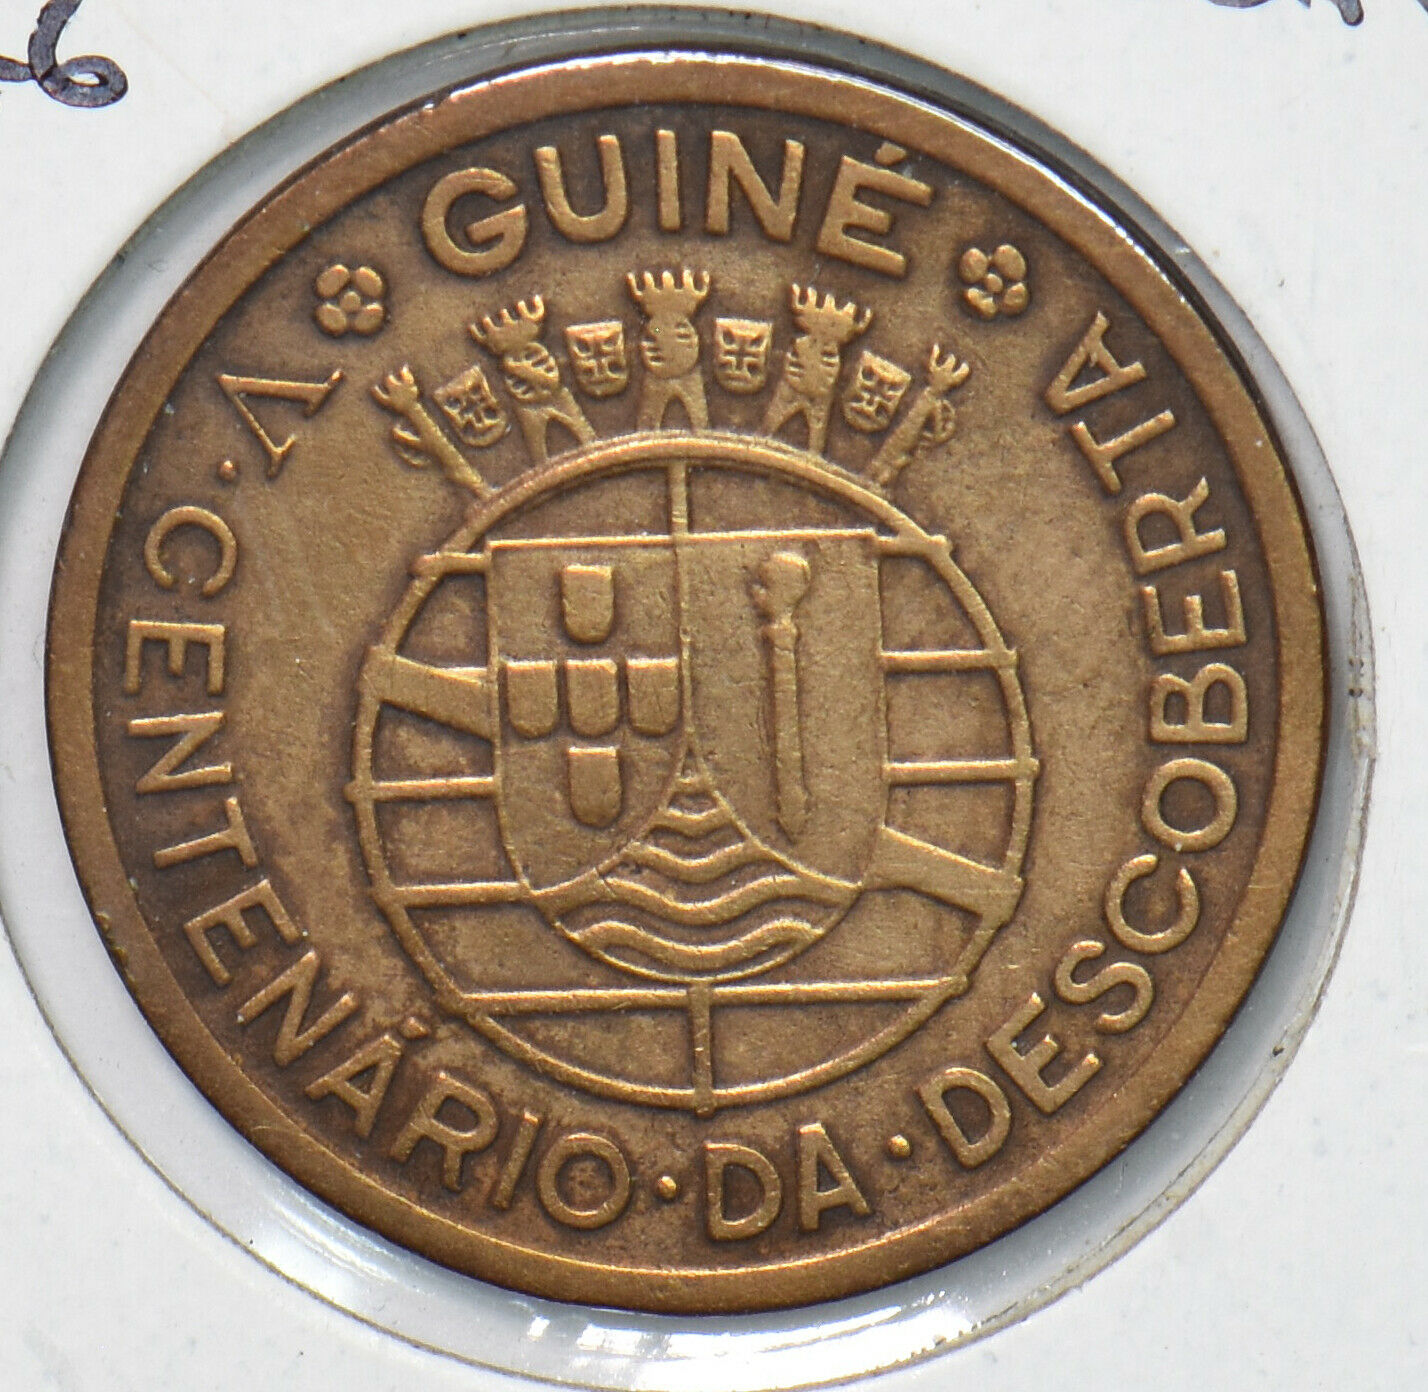 GUINÉ
V · CENTENÁRIO · DA · DESCOBERTA